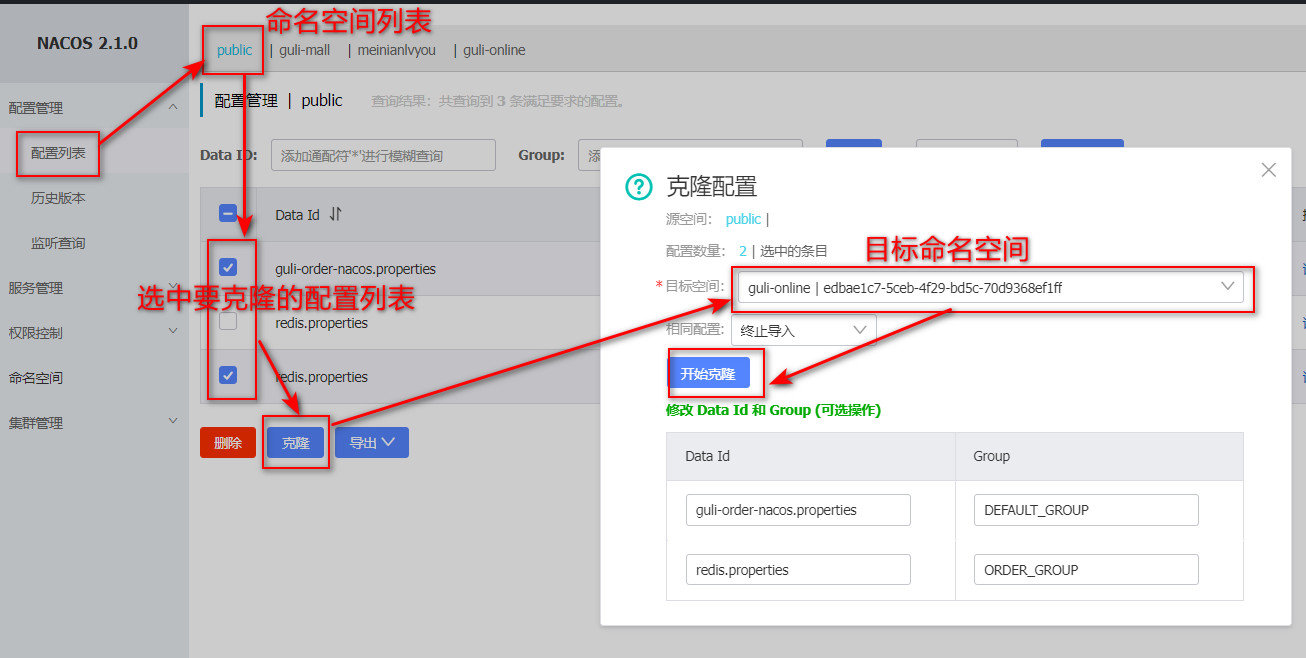 命名空间列表
NACOS 2.1.0
public | guli-mall | meinianlvyou | guli-online
配置管理
配置列表
历史版本
监听查询
服务管理
权限控制
命名空间
集群管理
配置管理 | public 查询结果：共查询到 3 条满足要求的配置。
Data ID: 添加通配符'*'进行模糊查询 Group: 添
Data Id
guli-order-nacos.properties
选中要克隆的配置列表
redis.properties
redis.properties
删除 克隆 导出
克隆配置
源空间： public |
配置数量： 2 | 选中的条目
目标命名空间
* 目标空间: guli-online | edbae1c7-5ceb-4f29-bd5c-70d9368ef1ff
相同配置: 终止导入
开始克隆
修改 Data Id 和 Group (可选操作)
Data Id Group
guli-order-nacos.properties DEFAULT_GROUP
redis.properties ORDER_GROUP